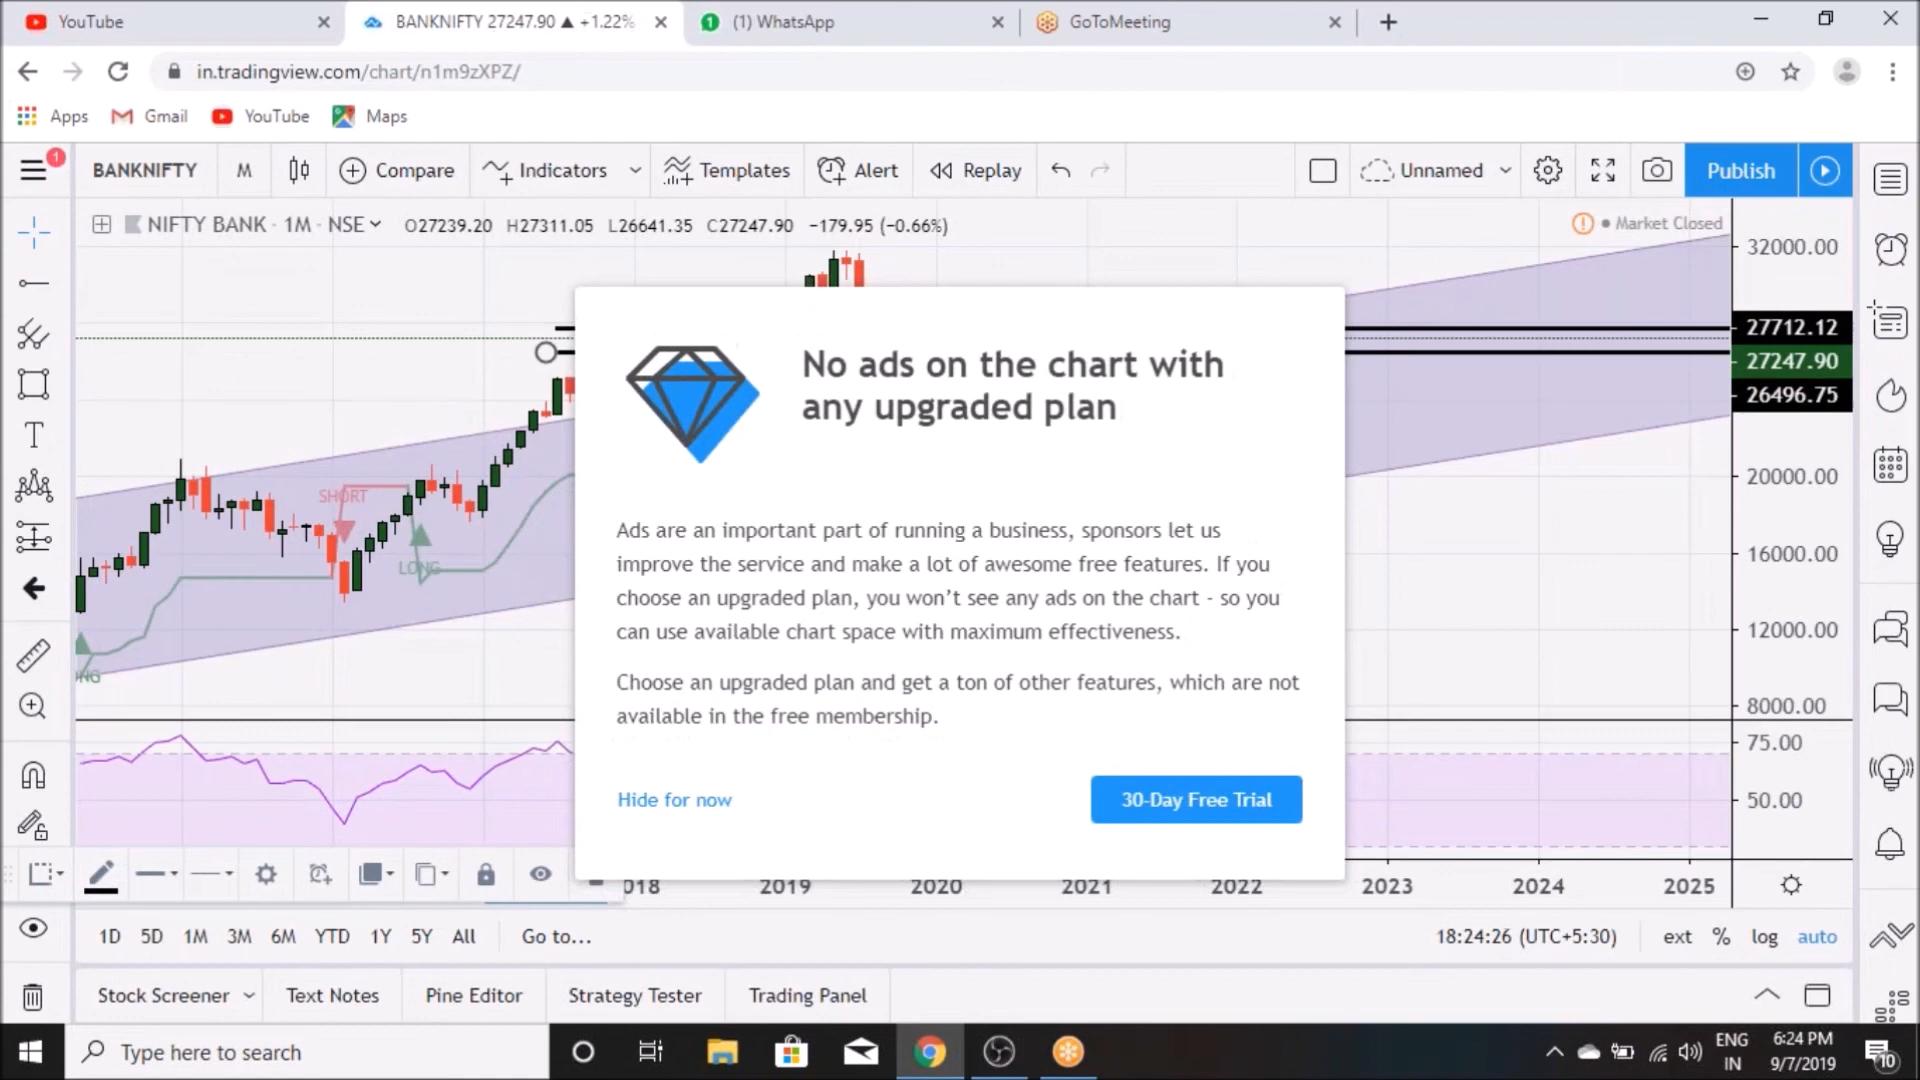 YouTube
BANKNIFTY 27247.90 ▲ +1.22%
(1) WhatsApp
GoToMeeting
in.tradingview.com/chart/n1m9zXPZ/
Apps Gmail YouTube Maps
1
BANKNIFTY M Compare Indicators Templates Alert Replay Unnamed Publish
NIFTY BANK · 1M · NSE O27239.20 H27311.05 L26641.35 C27247.90 −179.95 (−0.66%)
Market Closed
32000.00
27712.12
27247.90
26496.75
20000.00
16000.00
12000.00
8000.00
75.00
50.00
SHORT
LONG
No ads on the chart with
any upgraded plan
Ads are an important part of running a business, sponsors let us
improve the service and make a lot of awesome free features. If you
choose an upgraded plan, you won’t see any ads on the chart - so you
can use available chart space with maximum effectiveness.
Choose an upgraded plan and get a ton of other features, which are not
available in the free membership.
Hide for now
30-Day Free Trial
018 2019 2020 2021 2022 2023 2024 2025
1D 5D 1M 3M 6M YTD 1Y 5Y All Go to...
18:24:26 (UTC+5:30) ext % log auto
Stock Screener Text Notes Pine Editor Strategy Tester Trading Panel
Type here to search
ENG
IN
6:24 PM
9/7/2019
10